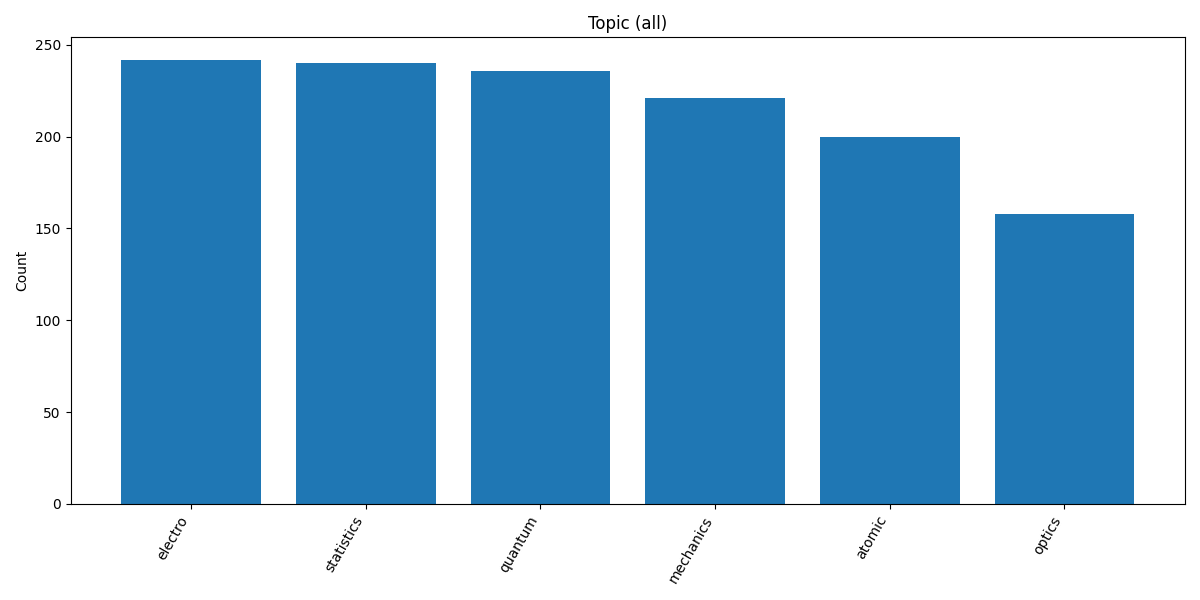 Topic (all)
Count
250
200
150
100
50
0
electro
statistics
quantum
mechanics
atomic
optics